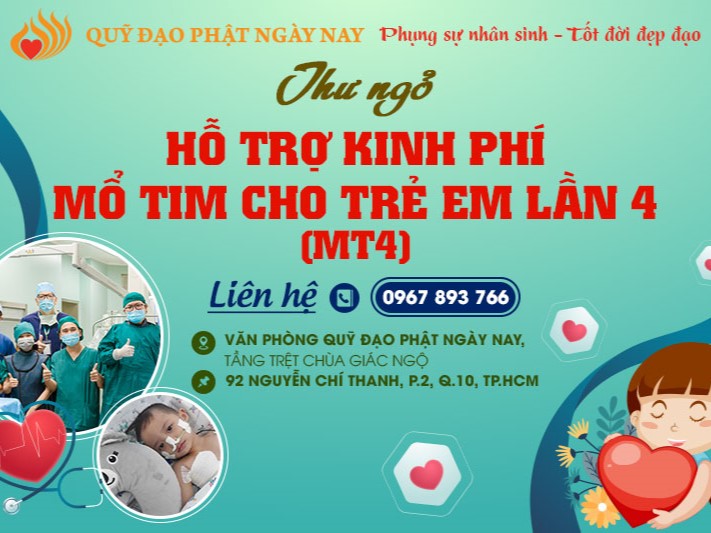 QUỸ ĐẠO PHẬT NGÀY NAY Phụng sự nhân sinh – Tốt đời đẹp đạo
Thư ngỏ
HỖ TRỢ KINH PHÍ
MỔ TIM CHO TRẺ EM LẦN 4
(MT4)
Liên hệ 0967 893 766
VĂN PHÒNG QUỸ ĐẠO PHẬT NGÀY NAY,
TẦNG TRỆT CHÙA GIÁC NGỘ
92 NGUYỄN CHÍ THANH, P.2, Q.10, TP.HCM